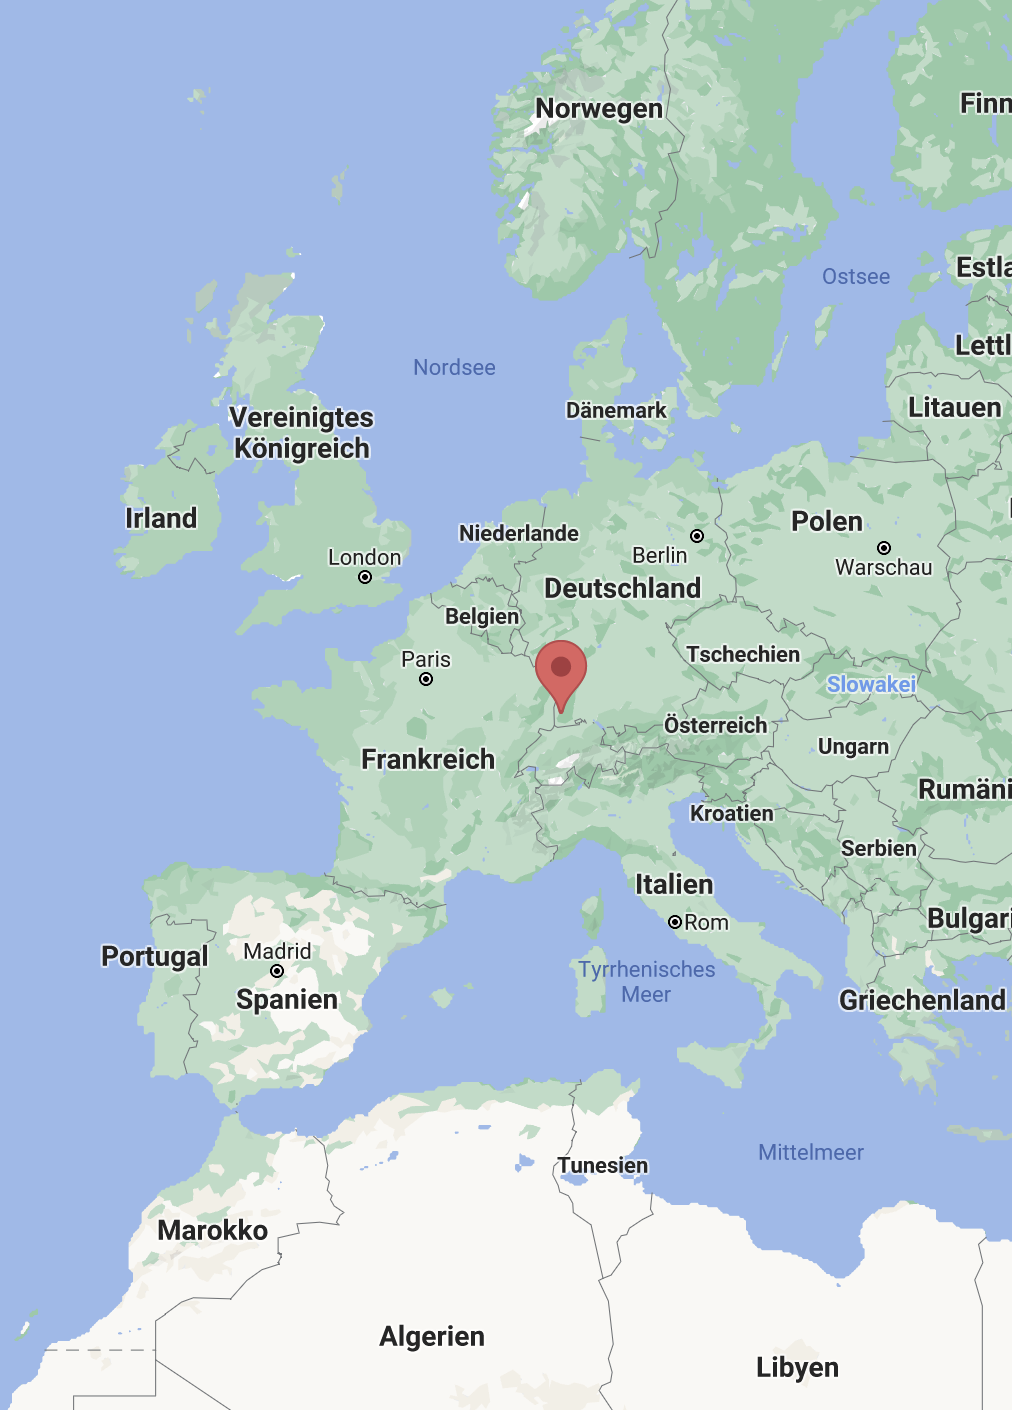 Norwegen
Finn
Estla
Ostsee
Lettl
Nordsee
Litauen
Dänemark
Vereinigtes
Königreich
Irland
Polen
Niederlande
Berlin
London
Warschau
Deutschland
Belgien
Paris
Tschechien
Slowakei
Österreich
Ungarn
Frankreich
Rumäni
Kroatien
Serbien
Italien
Bulgari
Rom
Portugal
Madrid
Tyrrhenisches
Meer
Spanien
Griechenland
Mittelmeer
Tunesien
Marokko
Algerien
Libyen